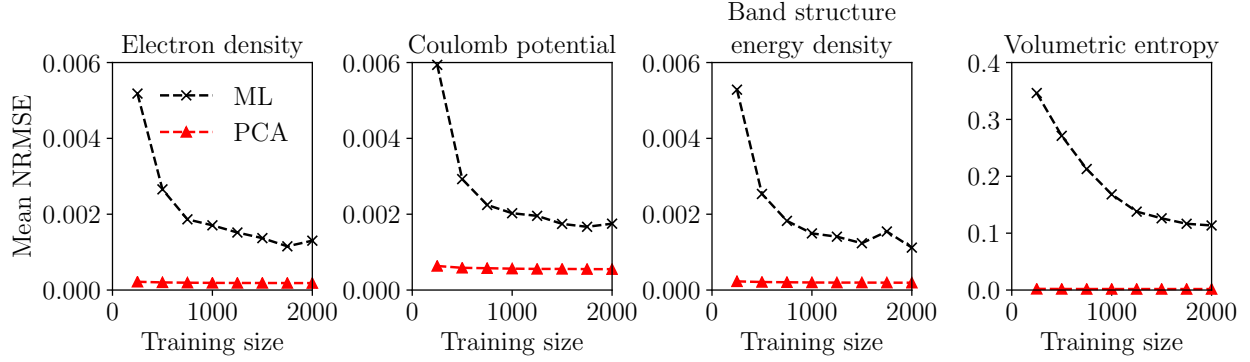 Electron density
Coulomb potential
Band structure
energy density
Volumetric entropy
Mean NRMSE
0.006
0.004
0.002
0.000
ML
PCA
0
1000
2000
Training size
0.006
0.004
0.002
0.000
0
1000
2000
Training size
0.006
0.004
0.002
0.000
0
1000
2000
Training size
0.4
0.3
0.2
0.1
0.0
0
1000
2000
Training size